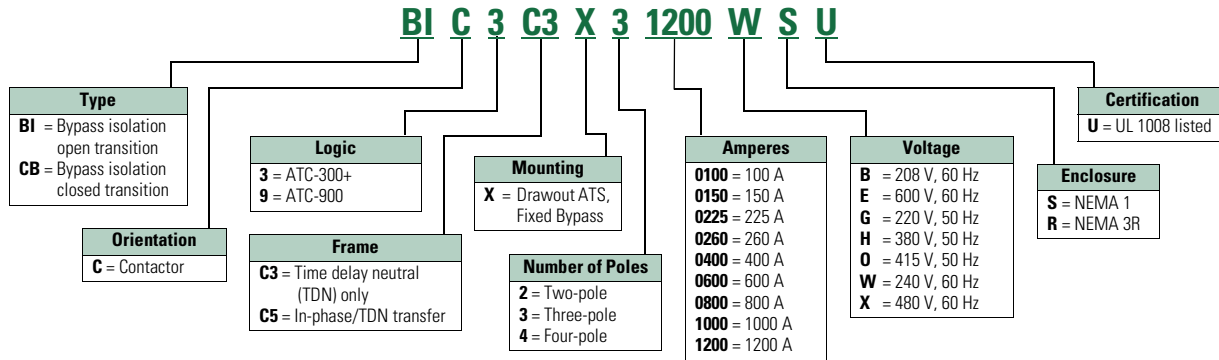 BI C 3 C3 X 3 1200 W S U
Type
BI = Bypass isolation
open transition
CB = Bypass isolation
closed transition
Orientation
C = Contactor
Logic
3 = ATC-300+
9 = ATC-900
Frame
C3 = Time delay neutral
(TDN) only
C5 = In-phase/TDN transfer
Mounting
X = Drawout ATS,
Fixed Bypass
Number of Poles
2 = Two-pole
3 = Three-pole
4 = Four-pole
Amperes
0100 = 100 A
0150 = 150 A
0225 = 225 A
0260 = 260 A
0400 = 400 A
0600 = 600 A
0800 = 800 A
1000 = 1000 A
1200 = 1200 A
Voltage
B = 208 V, 60 Hz
E = 600 V, 60 Hz
G = 220 V, 50 Hz
H = 380 V, 50 Hz
O = 415 V, 50 Hz
W = 240 V, 60 Hz
X = 480 V, 60 Hz
Enclosure
S = NEMA 1
R = NEMA 3R
Certification
U = UL 1008 listed